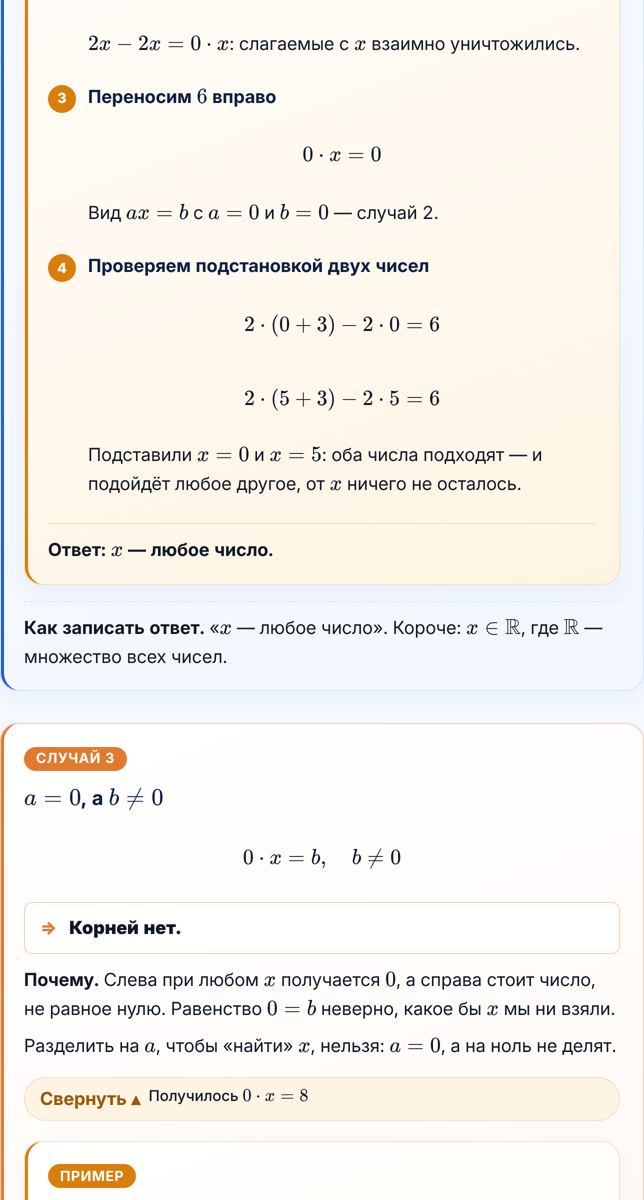 2x − 2x = 0 · x: слагаемые с x взаимно уничтожились.
3 Переносим 6 вправо
0 · x = 0
Вид ax = b с a = 0 и b = 0 — случай 2.
4 Проверяем подстановкой двух чисел
2 · (0 + 3) − 2 · 0 = 6
2 · (5 + 3) − 2 · 5 = 6
Подставили x = 0 и x = 5: оба числа подходят — и
подойдёт любое другое, от x ничего не осталось.
Ответ: x — любое число.
Как записать ответ. «x — любое число». Короче: x ∈ ℝ, где ℝ —
множество всех чисел.
СЛУЧАЙ 3
a = 0, а b ≠ 0
0 · x = b, b ≠ 0
⇒ Корней нет.
Почему. Слева при любом x получается 0, а справа стоит число,
не равное нулю. Равенство 0 = b неверно, какое бы x мы ни взяли.
Разделить на a, чтобы «найти» x, нельзя: a = 0, а на ноль не делят.
Свернуть ▴ Получилось 0 · x = 8
ПРИМЕР